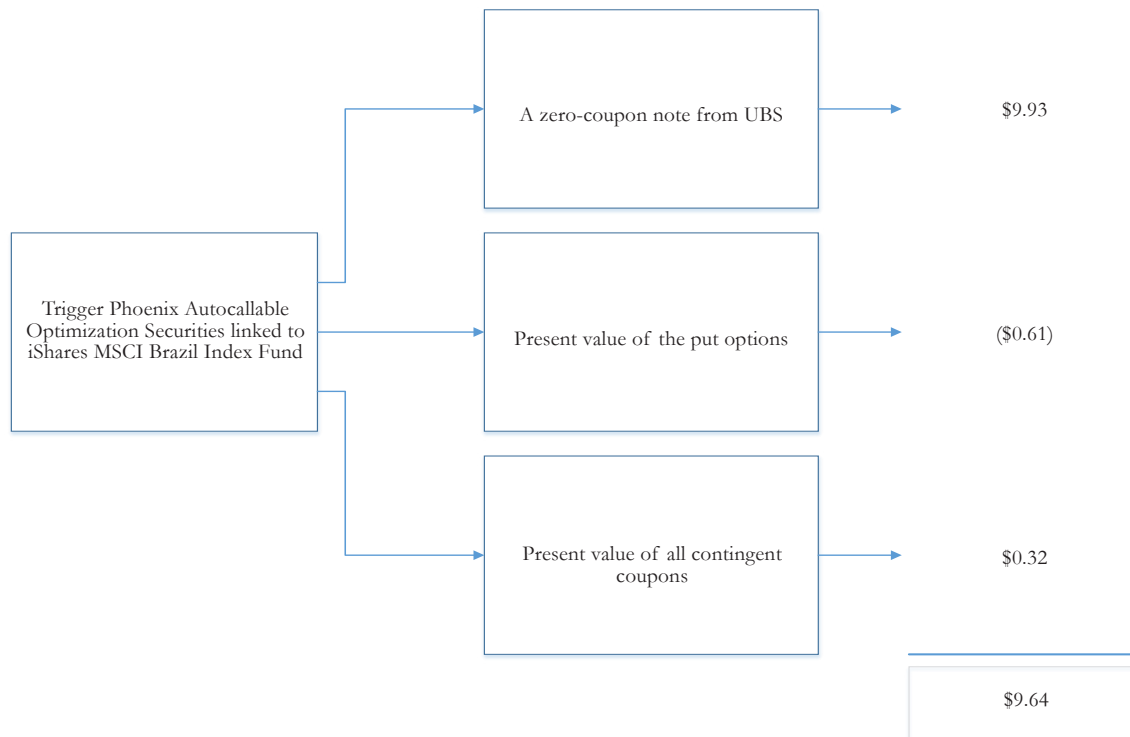 A zero-coupon note from UBS
$9.93
Trigger Phoenix Autocallable
Optimization Securities linked to
iShares MSCI Brazil Index Fund
Present value of the put options
($0.61)
Present value of all contingent
coupons
$0.32
$9.64